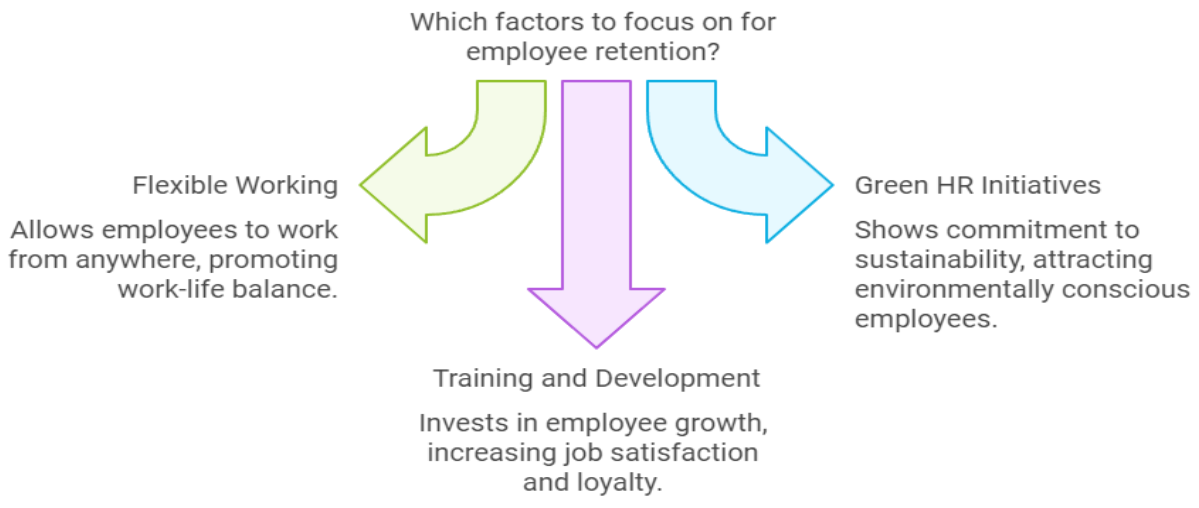 Which factors to focus on for
employee retention?
Flexible Working
Allows employees to work
from anywhere, promoting
work-life balance.
Training and Development
Invests in employee growth,
increasing job satisfaction
and loyalty.
Green HR Initiatives
Shows commitment to
sustainability, attracting
environmentally conscious
employees.